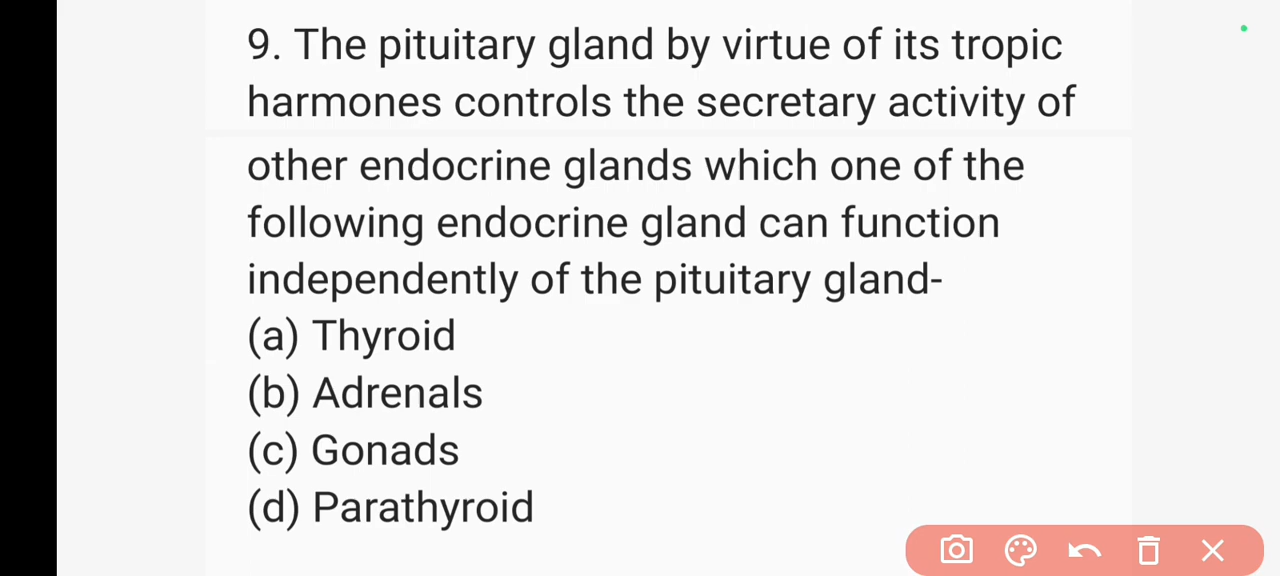 9. The pituitary gland by virtue of its tropic
harmones controls the secretary activity of
other endocrine glands which one of the
following endocrine gland can function
independently of the pituitary gland-
(a) Thyroid
(b) Adrenals
(c) Gonads
(d) Parathyroid